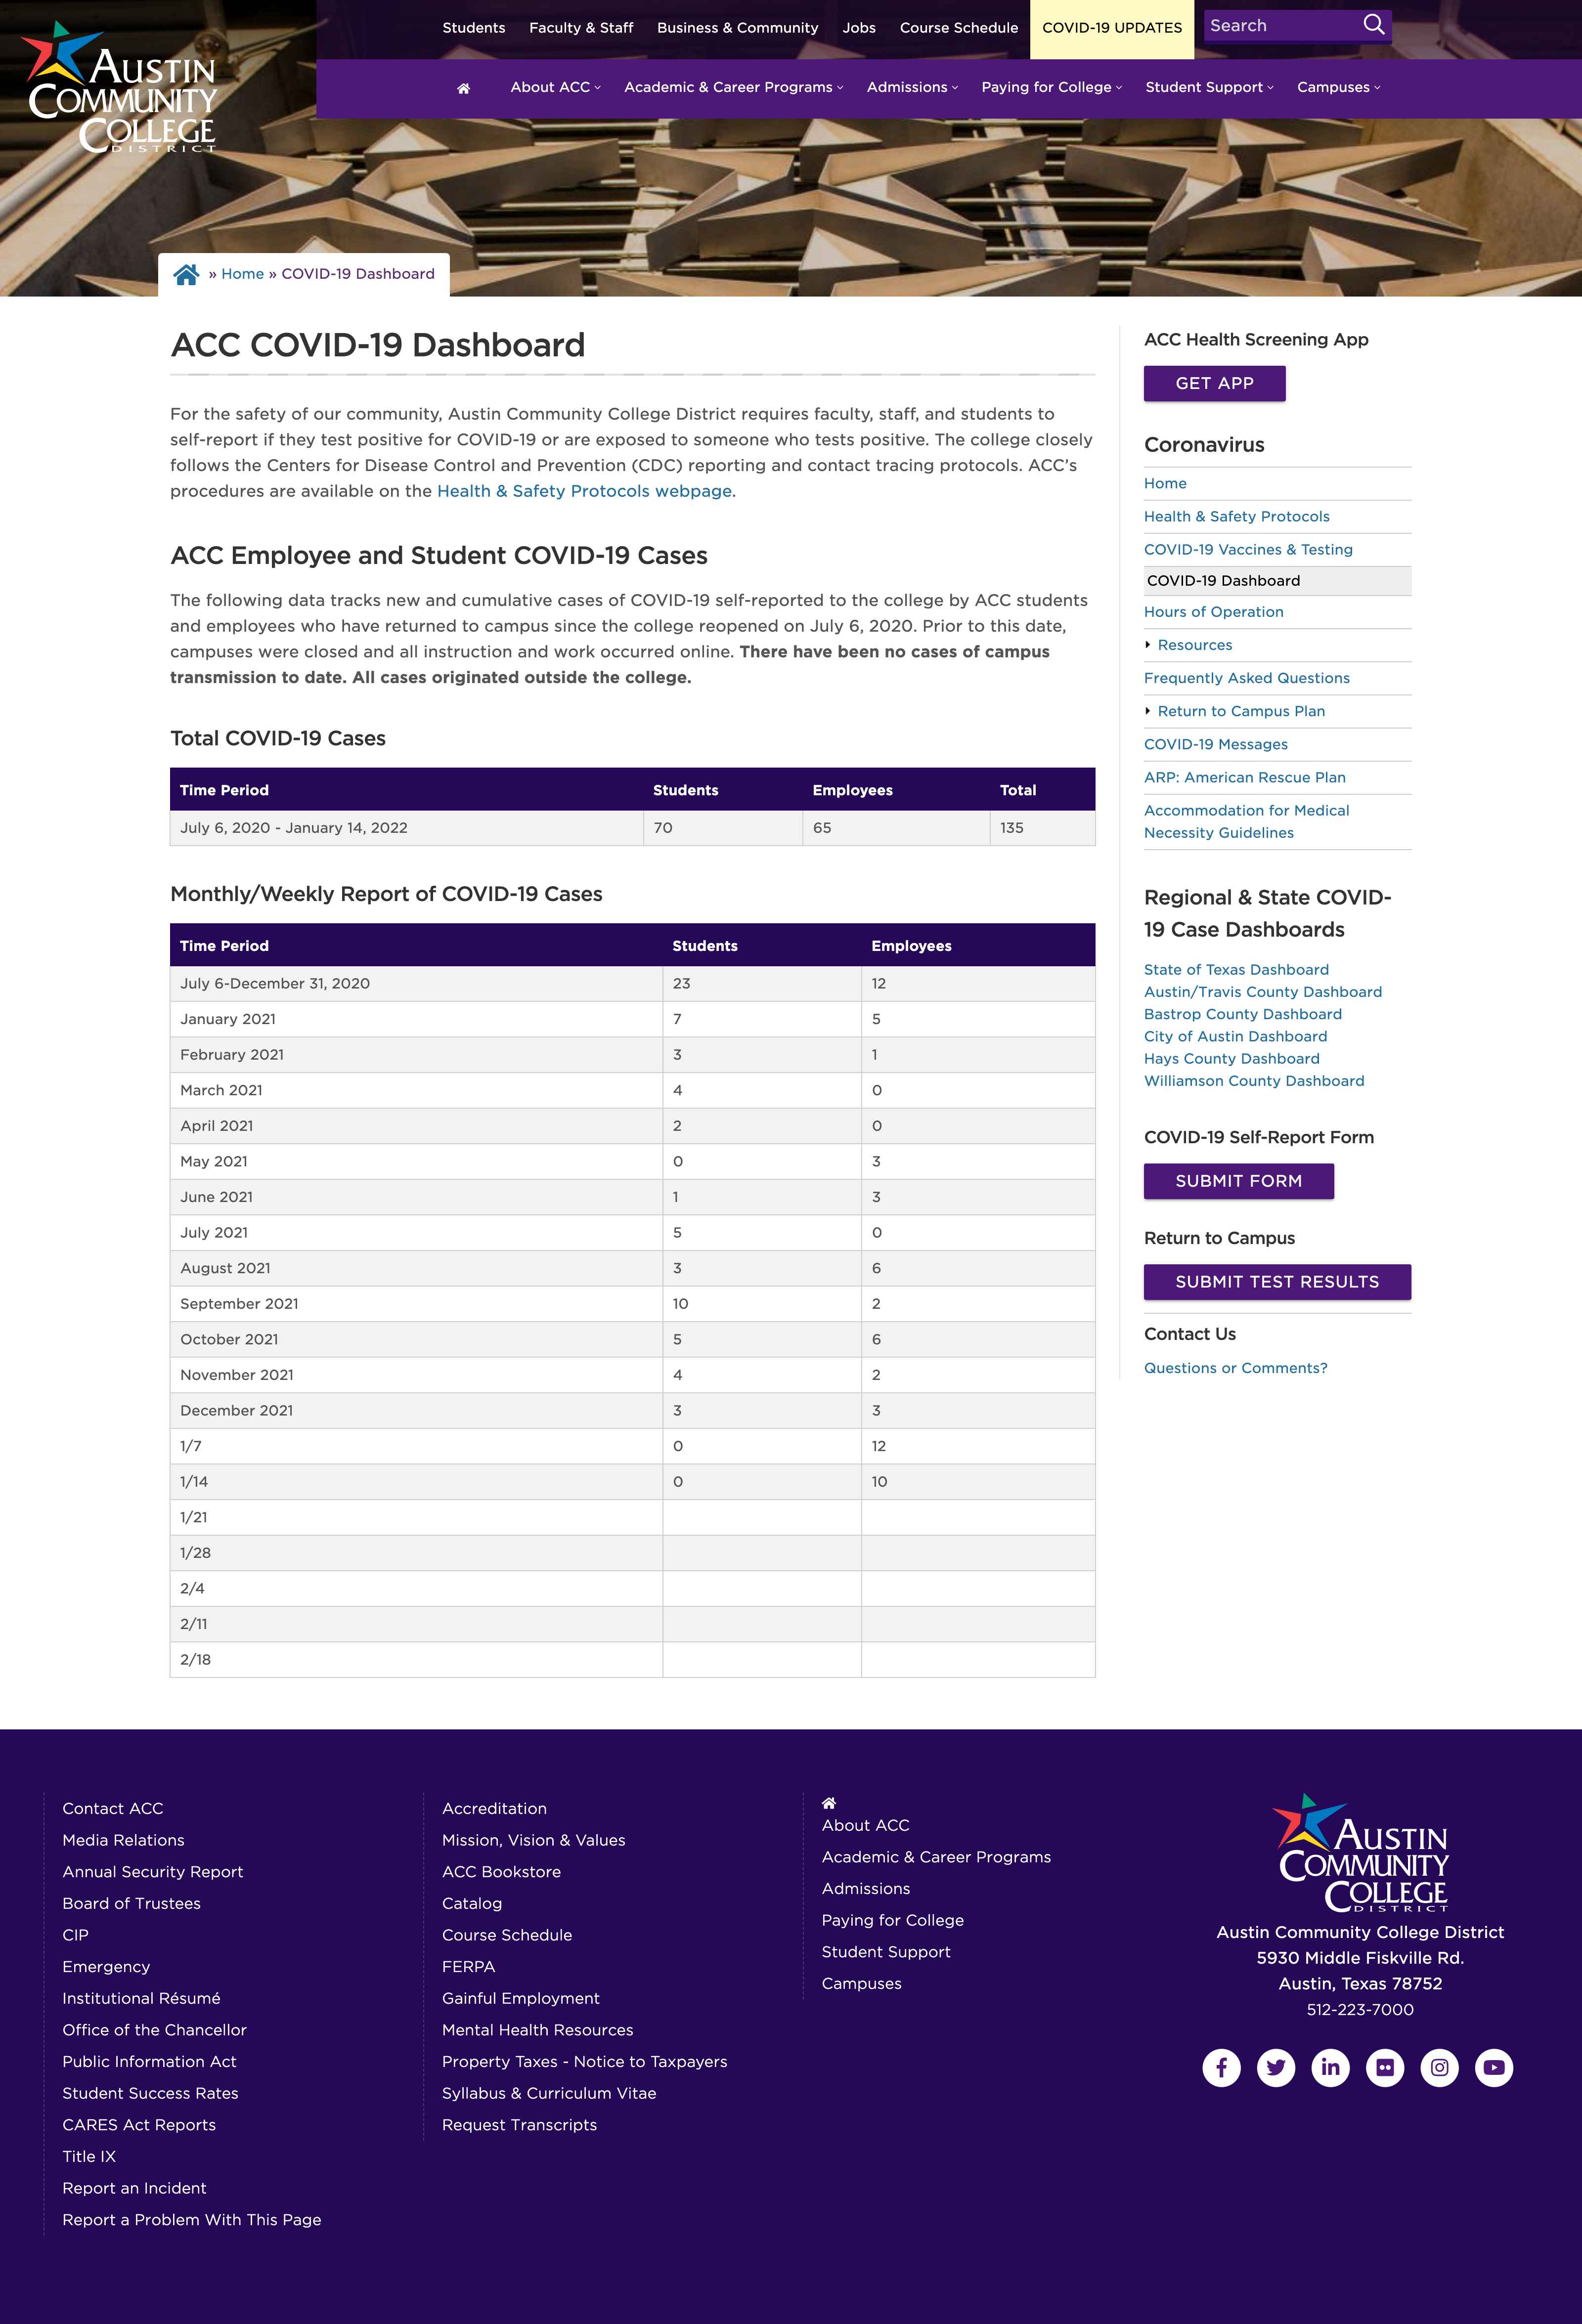 Students Faculty & Staff Business & Community Jobs Course Schedule COVID-19 UPDATES Search
AUSTIN
COMMUNITY
COLLEGE
DISTRICT
About ACC Academic & Career Programs Admissions Paying for College Student Support Campuses
» Home » COVID-19 Dashboard
ACC COVID-19 Dashboard
For the safety of our community, Austin Community College District requires faculty, staff, and students to
self-report if they test positive for COVID-19 or are exposed to someone who tests positive. The college closely
follows the Centers for Disease Control and Prevention (CDC) reporting and contact tracing protocols. ACC’s
procedures are available on the Health & Safety Protocols webpage.
ACC Employee and Student COVID-19 Cases
The following data tracks new and cumulative cases of COVID-19 self-reported to the college by ACC students
and employees who have returned to campus since the college reopened on July 6, 2020. Prior to this date,
campuses were closed and all instruction and work occurred online. There have been no cases of campus
transmission to date. All cases originated outside the college.
Total COVID-19 Cases
Time Period Students Employees Total
July 6, 2020 - January 14, 2022 70 65 135
Monthly/Weekly Report of COVID-19 Cases
Time Period Students Employees
July 6-December 31, 2020 23 12
January 2021 7 5
February 2021 3 1
March 2021 4 0
April 2021 2 0
May 2021 0 3
June 2021 1 3
July 2021 5 0
August 2021 3 6
September 2021 10 2
October 2021 5 6
November 2021 4 2
December 2021 3 3
1/7 0 12
1/14 0 10
1/21
1/28
2/4
2/11
2/18
ACC Health Screening App
GET APP
Coronavirus
Home
Health & Safety Protocols
COVID-19 Vaccines & Testing
COVID-19 Dashboard
Hours of Operation
Resources
Frequently Asked Questions
Return to Campus Plan
COVID-19 Messages
ARP: American Rescue Plan
Accommodation for Medical
Necessity Guidelines
Regional & State COVID-
19 Case Dashboards
State of Texas Dashboard
Austin/Travis County Dashboard
Bastrop County Dashboard
City of Austin Dashboard
Hays County Dashboard
Williamson County Dashboard
COVID-19 Self-Report Form
SUBMIT FORM
Return to Campus
SUBMIT TEST RESULTS
Contact Us
Questions or Comments?
Contact ACC
Media Relations
Annual Security Report
Board of Trustees
CIP
Emergency
Institutional Résumé
Office of the Chancellor
Public Information Act
Student Success Rates
CARES Act Reports
Title IX
Report an Incident
Report a Problem With This Page
Accreditation
Mission, Vision & Values
ACC Bookstore
Catalog
Course Schedule
FERPA
Gainful Employment
Mental Health Resources
Property Taxes - Notice to Taxpayers
Syllabus & Curriculum Vitae
Request Transcripts
About ACC
Academic & Career Programs
Admissions
Paying for College
Student Support
Campuses
AUSTIN
COMMUNITY
COLLEGE
DISTRICT
Austin Community College District
5930 Middle Fiskville Rd.
Austin, Texas 78752
512-223-7000